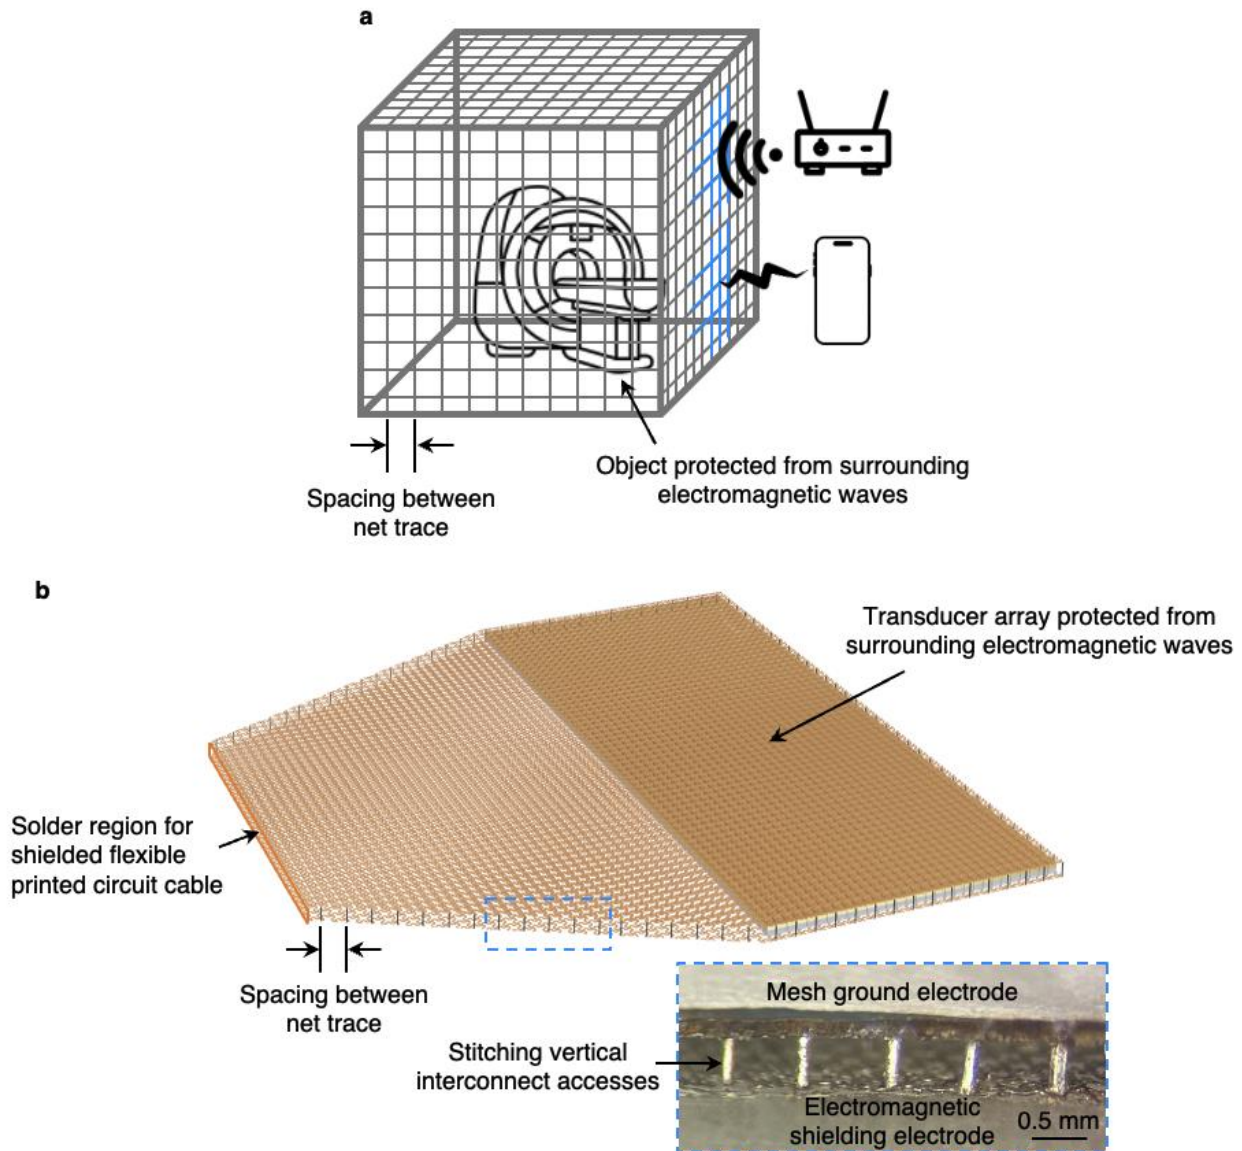 a
Object protected from surrounding
electromagnetic waves
Spacing between
net trace
b
Transducer array protected from
surrounding electromagnetic waves
Solder region for
shielded flexible
printed circuit cable
Spacing between
net trace
Mesh ground electrode
Stitching vertical
interconnect accesses
Electromagnetic
shielding electrode
0.5 mm